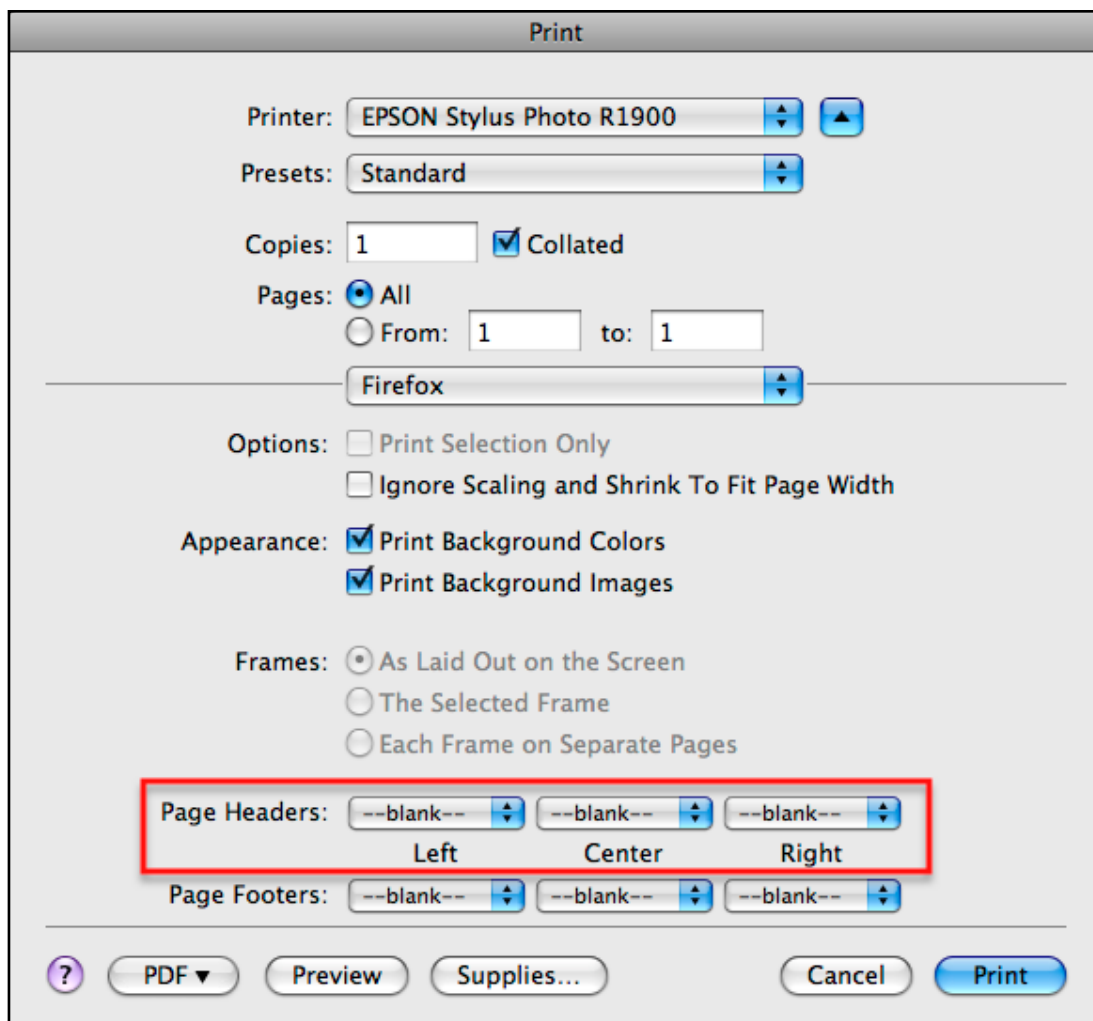 Print
Printer: EPSON Stylus Photo R1900
Presets: Standard
Copies: 1 Collated
Pages: All
From: 1 to: 1
Firefox
Options: Print Selection Only
Ignore Scaling and Shrink To Fit Page Width
Appearance: Print Background Colors
Print Background Images
Frames: As Laid Out on the Screen
The Selected Frame
Each Frame on Separate Pages
Page Headers: --blank-- --blank-- --blank--
Left Center Right
Page Footers: --blank-- --blank-- --blank--
? PDF ▼ Preview Supplies... Cancel Print